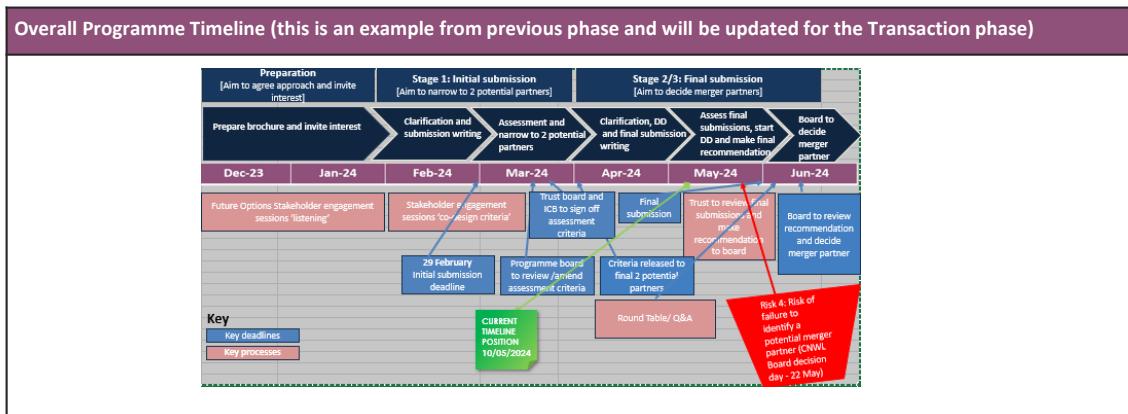 Overall Programme Timeline (this is an example from previous phase and will be updated for the Transaction phase)
Preparation
[Aim to agree approach and invite
interest]
Stage 1: Initial submission
[Aim to narrow to 2 potential partners]
Stage 2/3: Final submission
[Aim to decide merger partners]
Prepare brochure and invite interest
Clarification and
submission writing
Assessment and
narrow to 2 potential
partners
Clarification, DD
and final submission
writing
Assess final
submissions, start
DD and make final
recommendation
Board to
decide
merger
partner
Dec-23
Jan-24
Feb-24
Mar-24
Apr-24
May-24
Jun-24
Future Options Stakeholder engagement
sessions 'listening'
Stakeholder engagement
sessions 'co-design criteria'
Trust board and
ICB to sign off
assessment
criteria
Final
submission
Trust to review final
submissions and
make
recommendation
to board
Board to review
recommendation
and decide
merger partner
29 February
Initial submission
deadline
Programme board
to review /amend
assessment criteria
Criteria released to
final 2 potential
partners
Round Table/ Q&A
CURRENT
TIMELINE
POSITION
10/05/2024
Risk 4: Risk of
failure to
identify a
potential merger
partner (CNWL
Board decision
day - 22 May)
Key
Key deadlines
Key processes